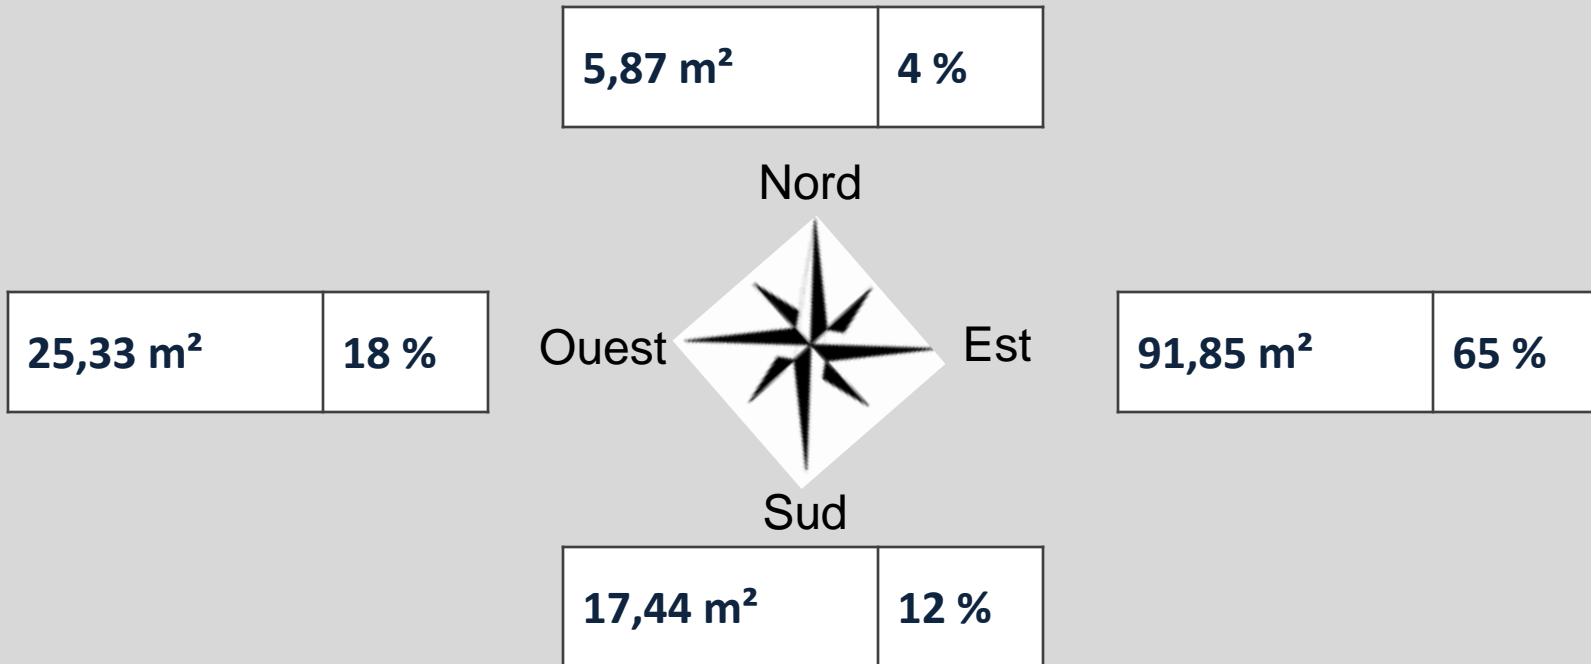 5,87 m² 4 %
Nord
25,33 m² 18 %
Ouest
Est
91,85 m² 65 %
Sud
17,44 m² 12 %